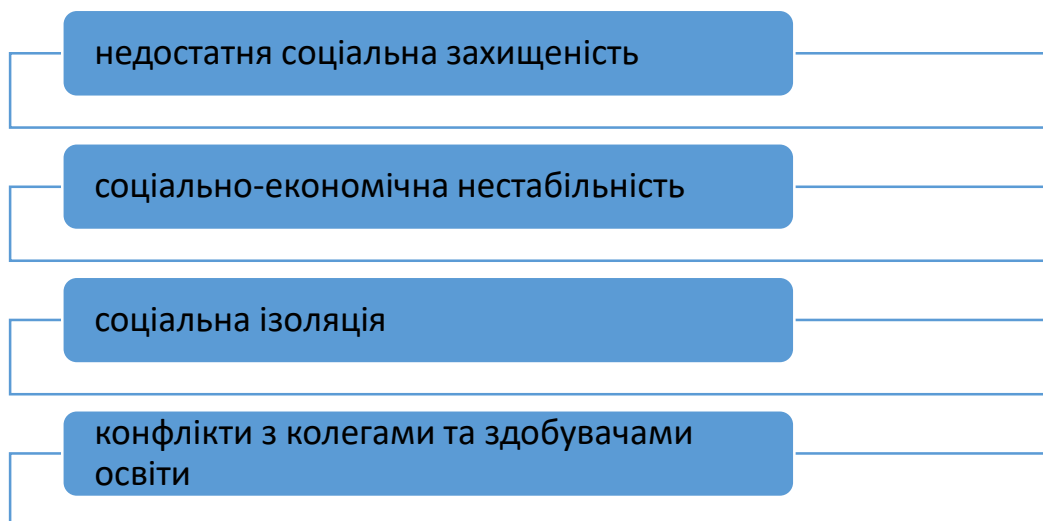 недостатня соціальна захищеність
соціально-економічна нестабільність
соціальна ізоляція
конфлікти з колегами та здобувачами
освіти